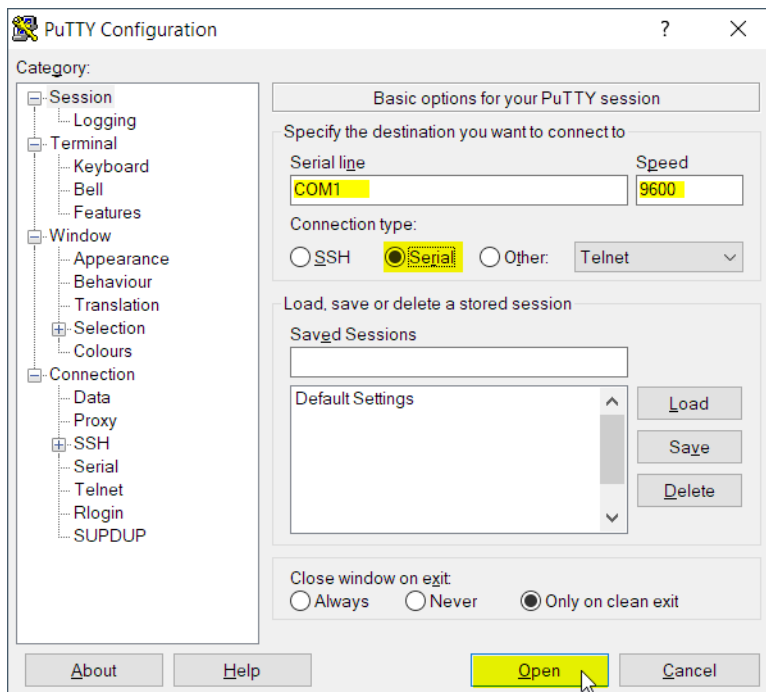 PuTTY Configuration
?
Category:
Session
Logging
Terminal
Keyboard
Bell
Features
Window
Appearance
Behaviour
Translation
Selection
Colours
Connection
Data
Proxy
SSH
Serial
Telnet
Rlogin
SUPDUP
Basic options for your PuTTY session
Specify the destination you want to connect to
Serial line Speed
COM1 9600
Connection type:
SSH Serial Other: Telnet
Load, save or delete a stored session
Saved Sessions
Default Settings
Load
Save
Delete
Close window on exit:
Always Never Only on clean exit
About Help Open Cancel